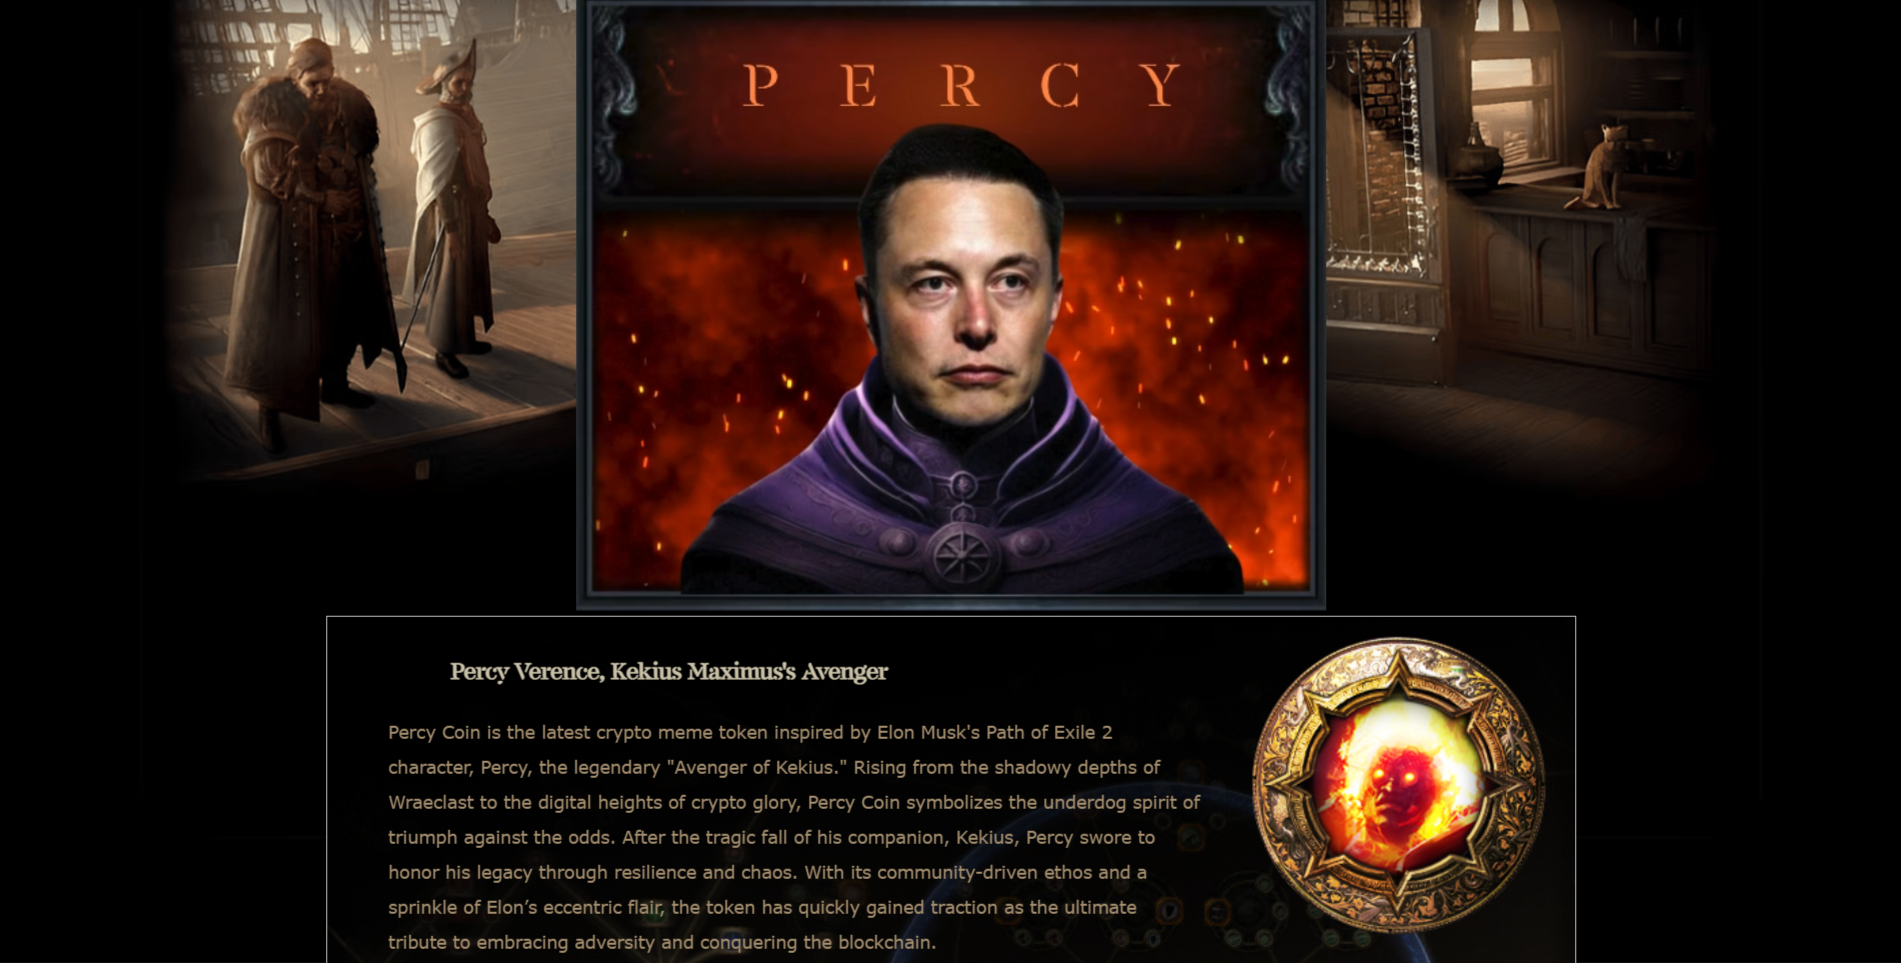 PERCY
Percy Verence, Kekius Maximus's Avenger
Percy Coin is the latest crypto meme token inspired by Elon Musk's Path of Exile 2
character, Percy, the legendary "Avenger of Kekius." Rising from the shadowy depths of
Wraeclast to the digital heights of crypto glory, Percy Coin symbolizes the underdog spirit of
triumph against the odds. After the tragic fall of his companion, Kekius, Percy swore to
honor his legacy through resilience and chaos. With its community-driven ethos and a
sprinkle of Elon’s eccentric flair, the token has quickly gained traction as the ultimate
tribute to embracing adversity and conquering the blockchain.